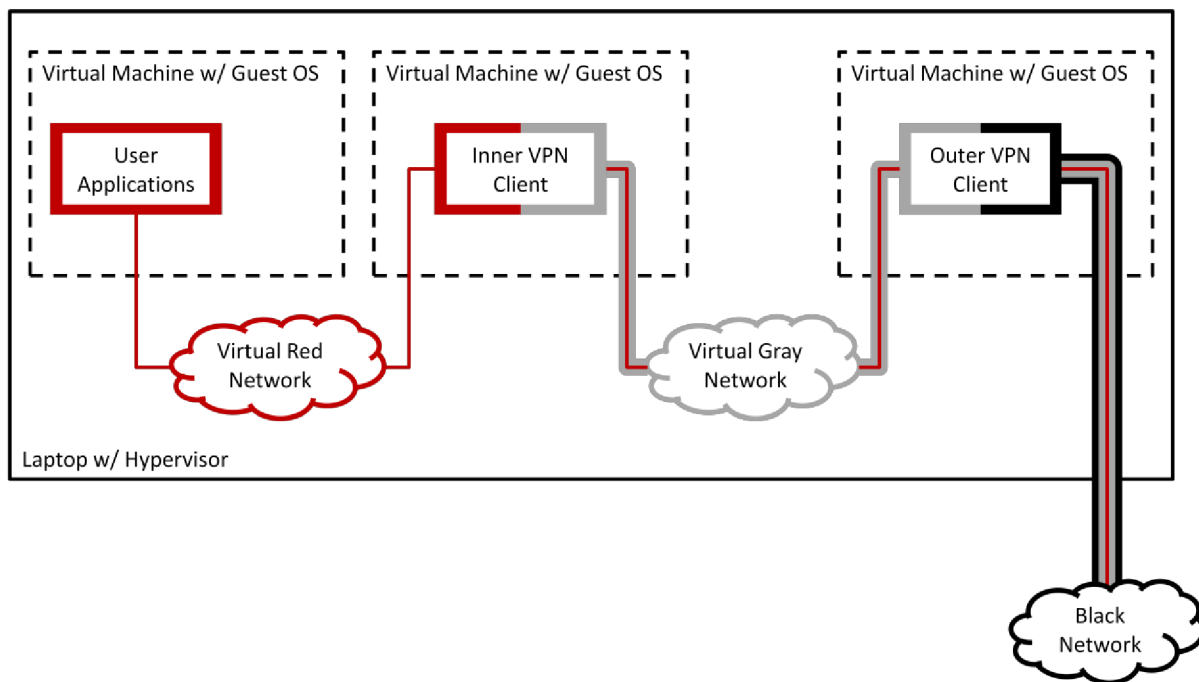 Virtual Machine w/ Guest OS
User
Applications
Virtual Machine w/ Guest OS
Inner VPN
Client
Virtual Machine w/ Guest OS
Outer VPN
Client
Virtual Red
Network
Virtual Gray
Network
Laptop w/ Hypervisor
Black
Network